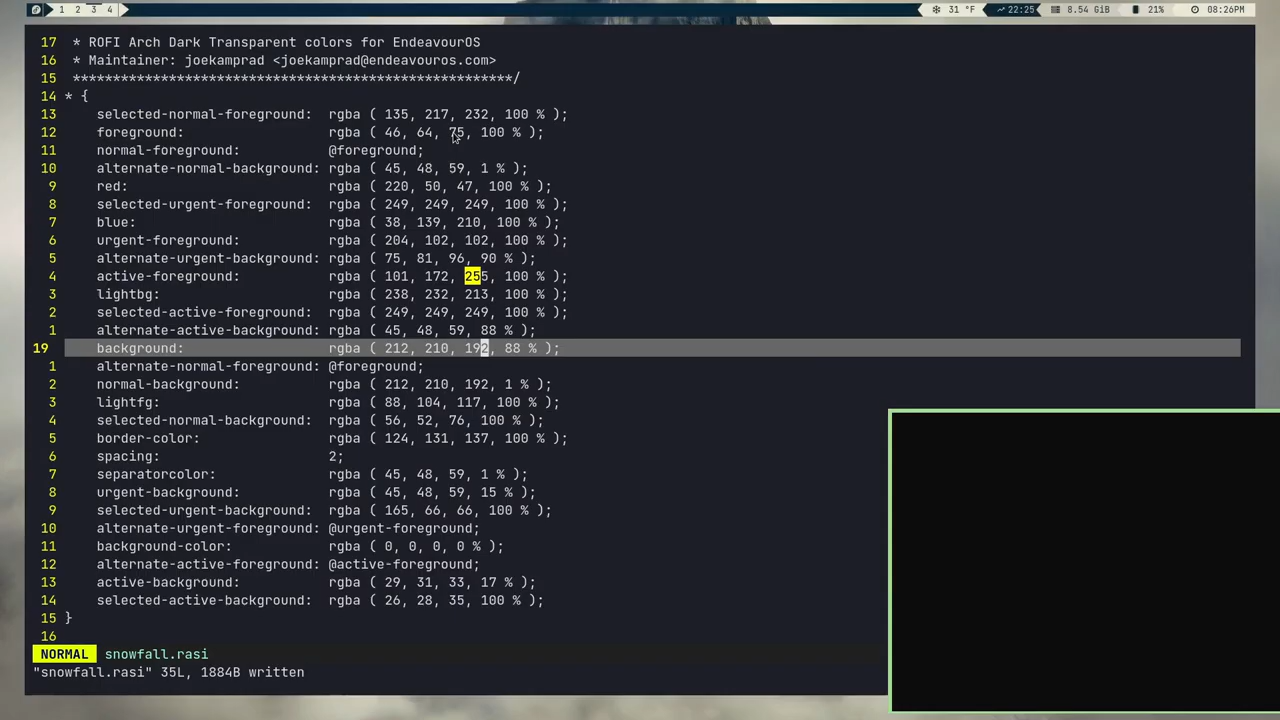 1 2 3 4 31 °F 22:25 8.54 GiB 21% 08:26PM
17 * ROFI Arch Dark Transparent colors for EndeavourOS
16 * Maintainer: joekamprad <joekamprad@endeavouros.com>
15 *******************************************************/
14 * {
13 selected-normal-foreground: rgba ( 135, 217, 232, 100 % );
12 foreground: rgba ( 46, 64, 75, 100 % );
11 normal-foreground: @foreground;
10 alternate-normal-background: rgba ( 45, 48, 59, 1 % );
9 red: rgba ( 220, 50, 47, 100 % );
8 selected-urgent-foreground: rgba ( 249, 249, 249, 100 % );
7 blue: rgba ( 38, 139, 210, 100 % );
6 urgent-foreground: rgba ( 204, 102, 102, 100 % );
5 alternate-urgent-background: rgba ( 75, 81, 96, 90 % );
4 active-foreground: rgba ( 101, 172, 255, 100 % );
3 lightbg: rgba ( 238, 232, 213, 100 % );
2 selected-active-foreground: rgba ( 249, 249, 249, 100 % );
1 alternate-active-background: rgba ( 45, 48, 59, 88 % );
19 background: rgba ( 212, 210, 192, 88 % );
1 alternate-normal-foreground: @foreground;
2 normal-background: rgba ( 212, 210, 192, 1 % );
3 lightfg: rgba ( 88, 104, 117, 100 % );
4 selected-normal-background: rgba ( 56, 52, 76, 100 % );
5 border-color: rgba ( 124, 131, 137, 100 % );
6 spacing: 2;
7 separatorcolor: rgba ( 45, 48, 59, 1 % );
8 urgent-background: rgba ( 45, 48, 59, 15 % );
9 selected-urgent-background: rgba ( 165, 66, 66, 100 % );
10 alternate-urgent-foreground: @urgent-foreground;
11 background-color: rgba ( 0, 0, 0, 0 % );
12 alternate-active-foreground: @active-foreground;
13 active-background: rgba ( 29, 31, 33, 17 % );
14 selected-active-background: rgba ( 26, 28, 35, 100 % );
15 }
16
NORMAL snowfall.rasi
"snowfall.rasi" 35L, 1884B written